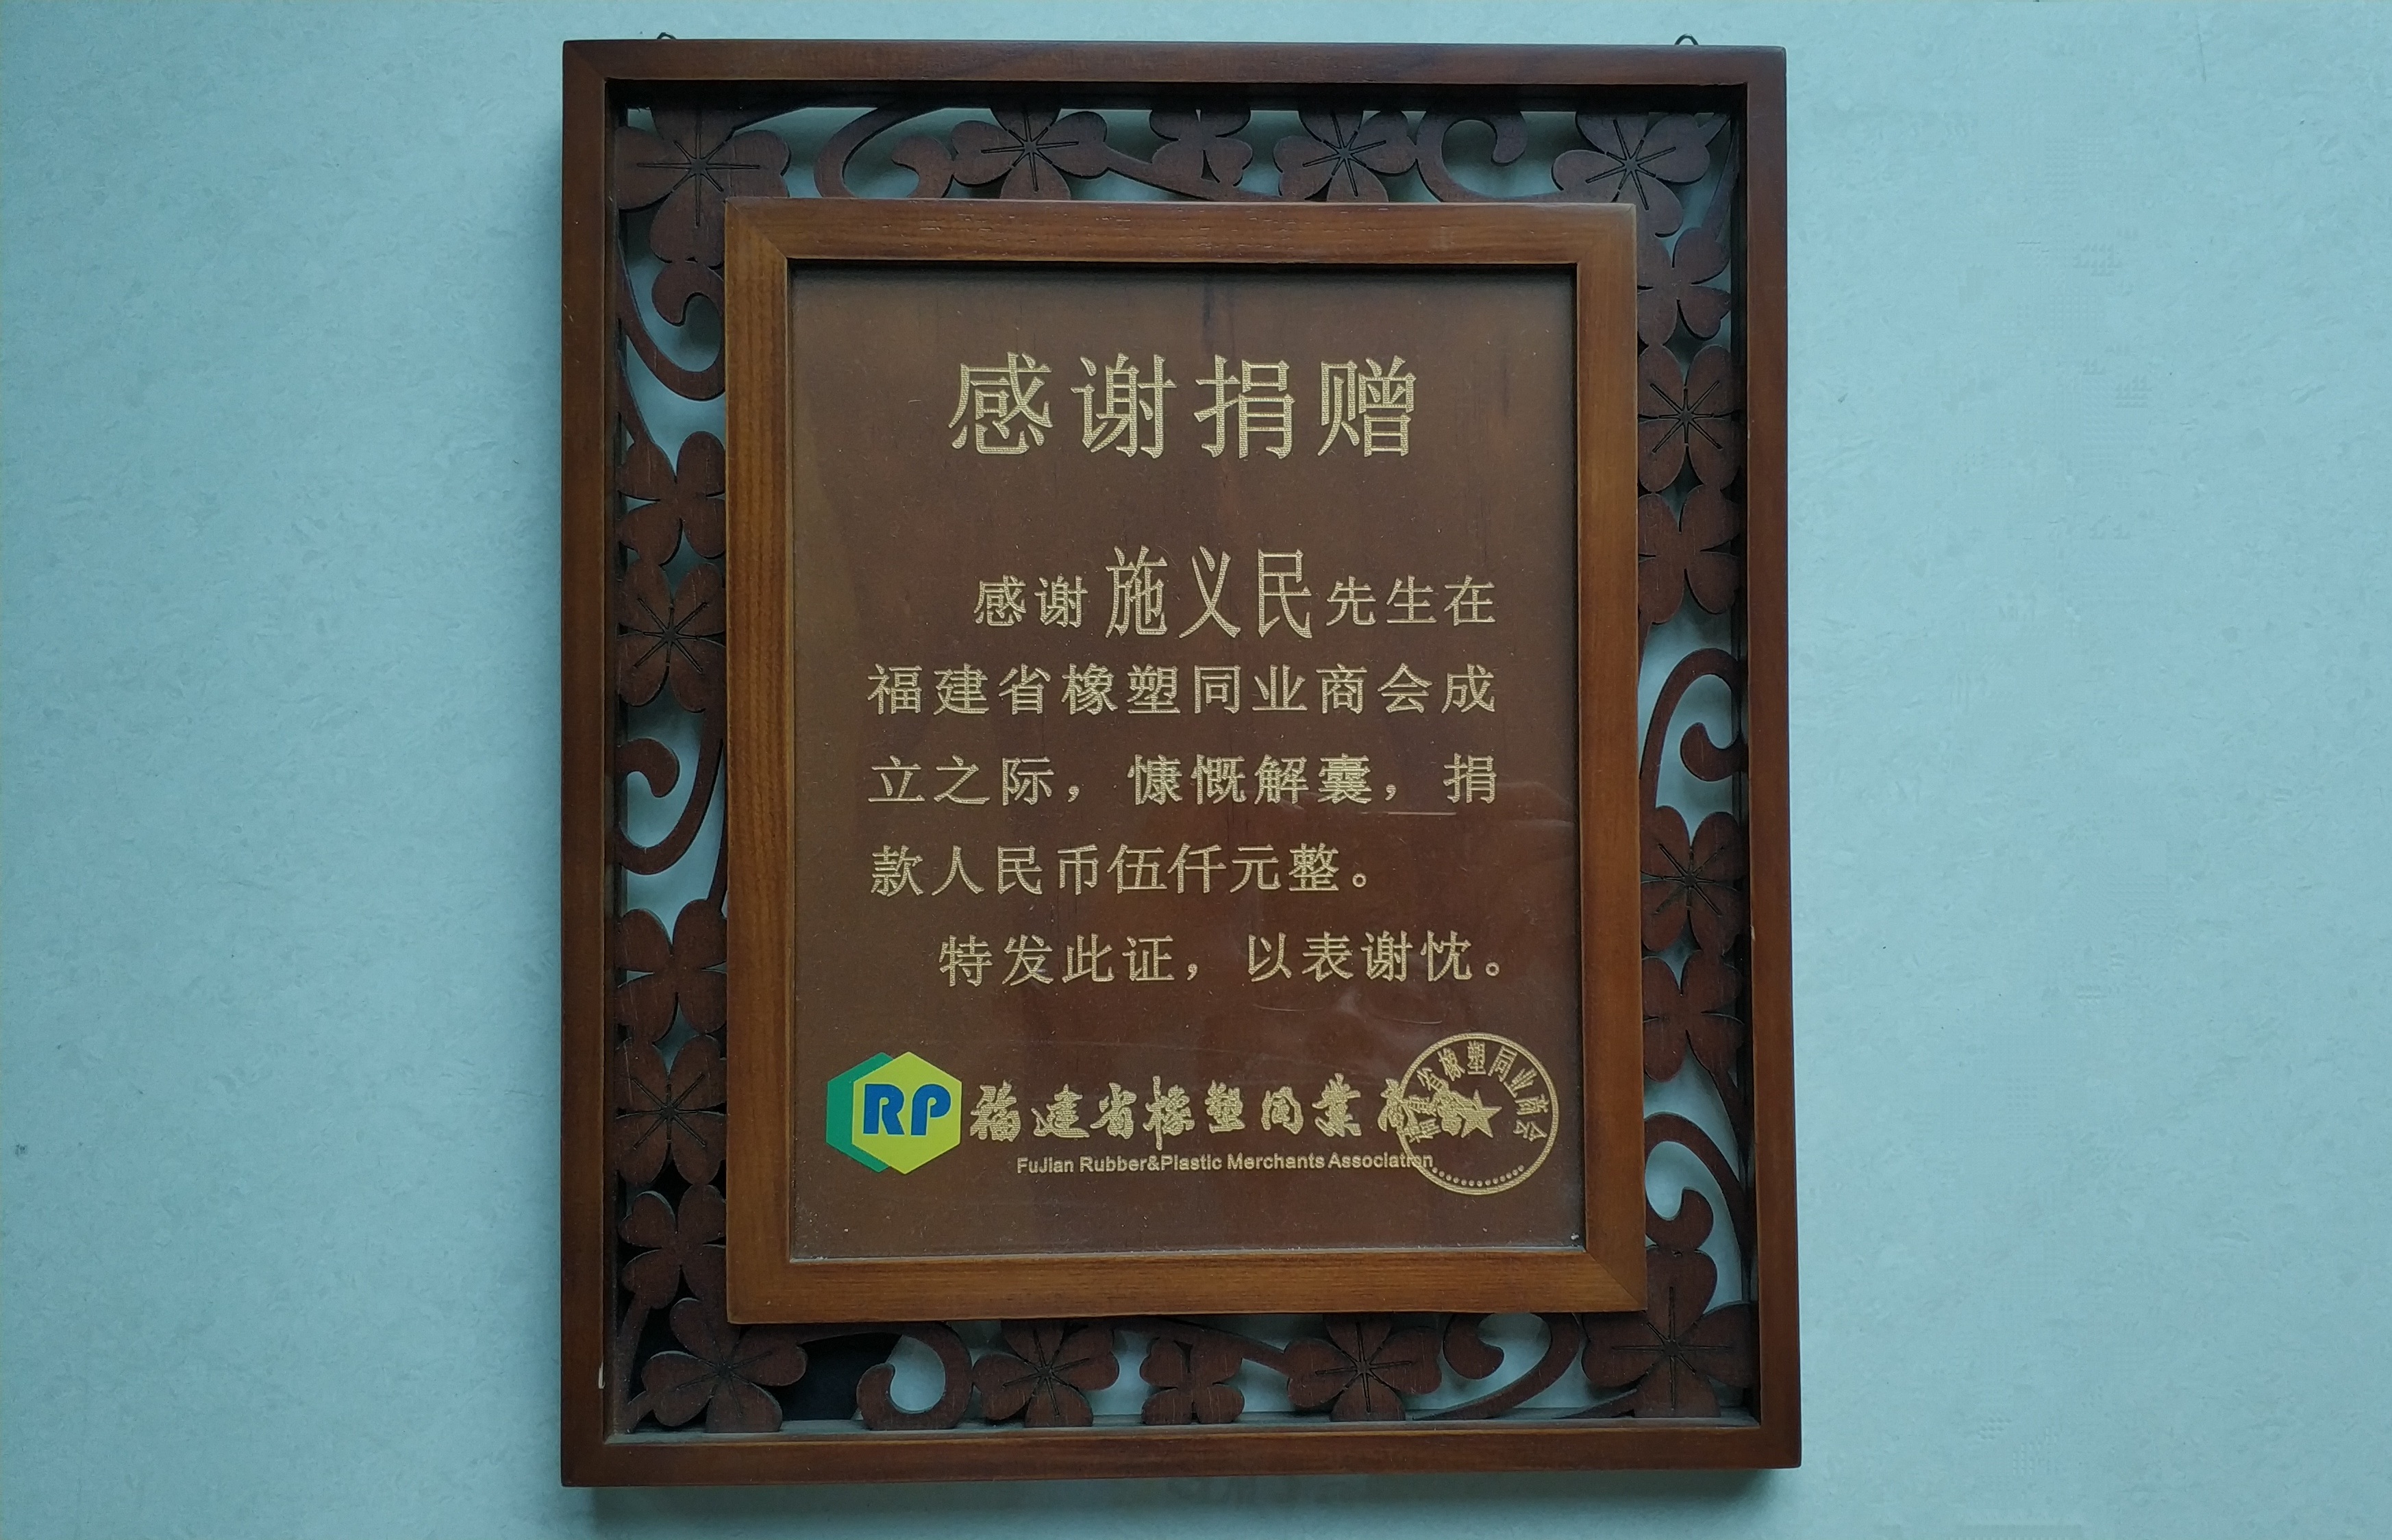 感谢捐赠
感谢施义民先生在
福建省橡塑同业商会成
立之际，慷慨解囊，捐
款人民币伍仟元整。
特发此证，以表谢忱。
RP 福建省橡塑同業商會
福建省橡塑同业商会
FuJian Rubber&Plastic Merchants Association